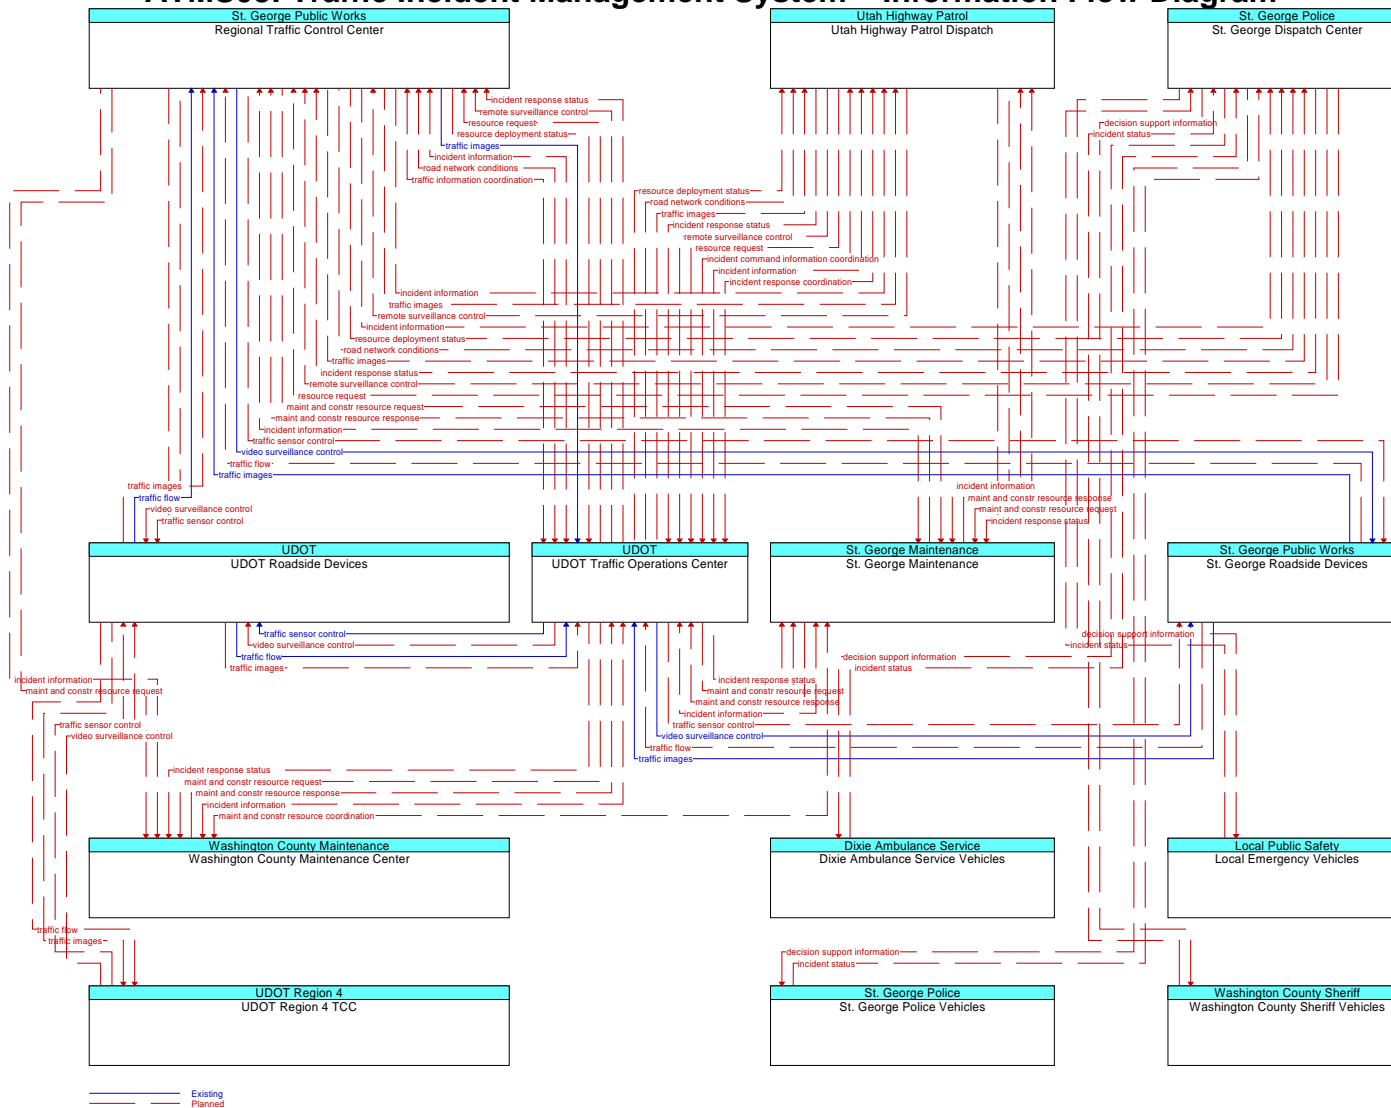 ATMS08: Traffic Incident Management System – Information Flow Diagram
St. George Public Works
Regional Traffic Control Center
Utah Highway Patrol
Utah Highway Patrol Dispatch
St. George Police
St. George Dispatch Center
incident response status
remote surveillance control
resource request
resource deployment status
traffic images
incident information
road network conditions
traffic information coordination
decision support information
incident status
resource deployment status
road network conditions
traffic images
incident response status
remote surveillance control
resource request
incident command information coordination
incident information
incident response coordination
incident information
traffic images
remote surveillance control
incident information
resource deployment status
road network conditions
traffic images
incident response status
remote surveillance control
resource request
maint and constr resource request
maint and constr resource response
incident information
traffic sensor control
video surveillance control
traffic flow
traffic images
traffic images
traffic flow
video surveillance control
traffic sensor control
incident information
maint and constr resource response
maint and constr resource request
incident response status
UDOT
UDOT Roadside Devices
UDOT
UDOT Traffic Operations Center
St. George Maintenance
St. George Maintenance
St. George Public Works
St. George Roadside Devices
traffic sensor control
video surveillance control
traffic flow
traffic images
decision support information
incident status
decision support information
incident status
incident information
maint and constr resource request
incident response status
maint and constr resource request
maint and constr resource response
incident information
traffic sensor control
video surveillance control
traffic flow
traffic images
traffic sensor control
video surveillance control
incident response status
maint and constr resource request
maint and constr resource response
incident information
maint and constr resource coordination
Washington County Maintenance
Washington County Maintenance Center
Dixie Ambulance Service
Dixie Ambulance Service Vehicles
Local Public Safety
Local Emergency Vehicles
traffic flow
traffic images
decision support information
incident status
UDOT Region 4
UDOT Region 4 TCC
St. George Police
St. George Police Vehicles
Washington County Sheriff
Washington County Sheriff Vehicles
Existing
Planned